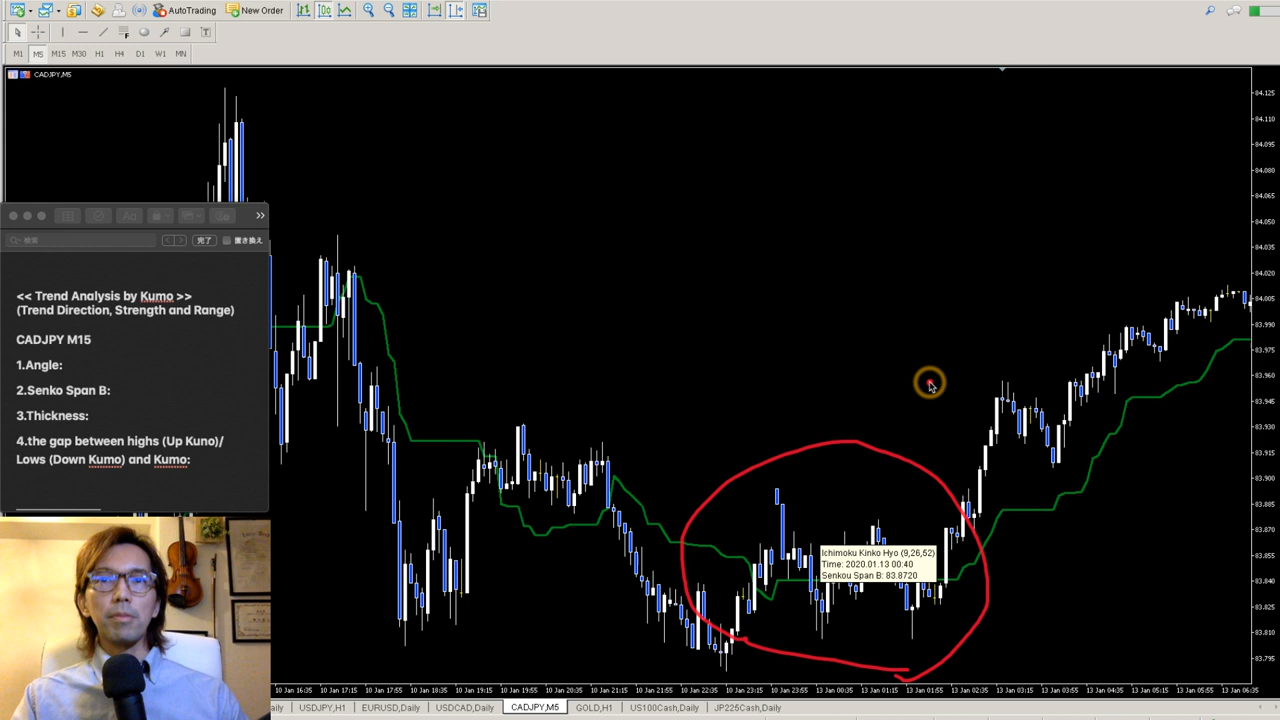 AutoTrading
New Order
M1 M5 M15 M30 H1 H4 D1 W1 MN
CADJPY,M5
84.125
84.110
84.095
84.080
84.065
84.050
84.035
84.020
84.005
83.990
83.975
83.960
83.945
83.930
83.915
83.900
83.885
83.870
83.855
83.840
83.825
83.810
83.795
Aa
検索
完了
置き換え
<< Trend Analysis by Kumo >>
(Trend Direction, Strength and Range)
CADJPY M15
1.Angle:
2.Senko Span B:
3.Thickness:
4.the gap between highs (Up Kuno)/
Lows (Down Kumo) and Kumo:
Ichimoku Kinko Hyo (9,26,52)
Time: 2020.01.13 00:40
Senkou Span B: 83.8720
10 Jan 16:35 10 Jan 17:15 10 Jan 17:55 10 Jan 18:35 10 Jan 19:15 10 Jan 19:55 10 Jan 20:35 10 Jan 21:15 10 Jan 21:55 10 Jan 22:35 10 Jan 23:15 10 Jan 23:55 13 Jan 00:35 13 Jan 01:15 13 Jan 01:55 13 Jan 02:35 13 Jan 03:15 13 Jan 03:55 13 Jan 04:35 13 Jan 05:15 13 Jan 05:55 13 Jan 06:35
aily USDJPY,H1 EURUSD,Daily USDCAD,Daily CADJPY,M5 GOLD,H1 US100Cash,Daily JP225Cash,Daily